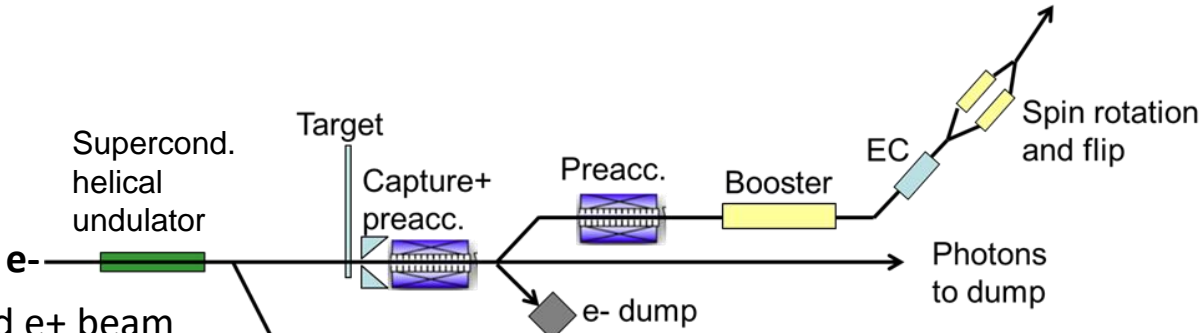 Supercond.
helical
undulator
Target
Capture+
preacc.
Preacc.
Booster
EC
Spin rotation
and flip
e-
Photons
to dump
e- dump
d e+ beam